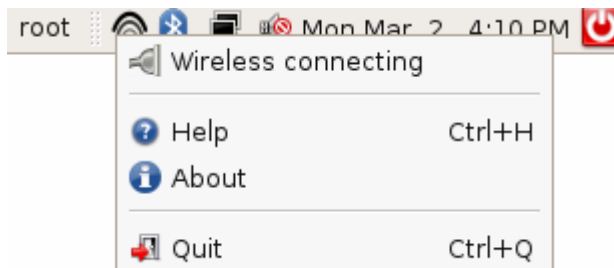 root Mon Mar 2 4:10 PM
Wireless connecting
Help Ctrl+H
About
Quit Ctrl+Q